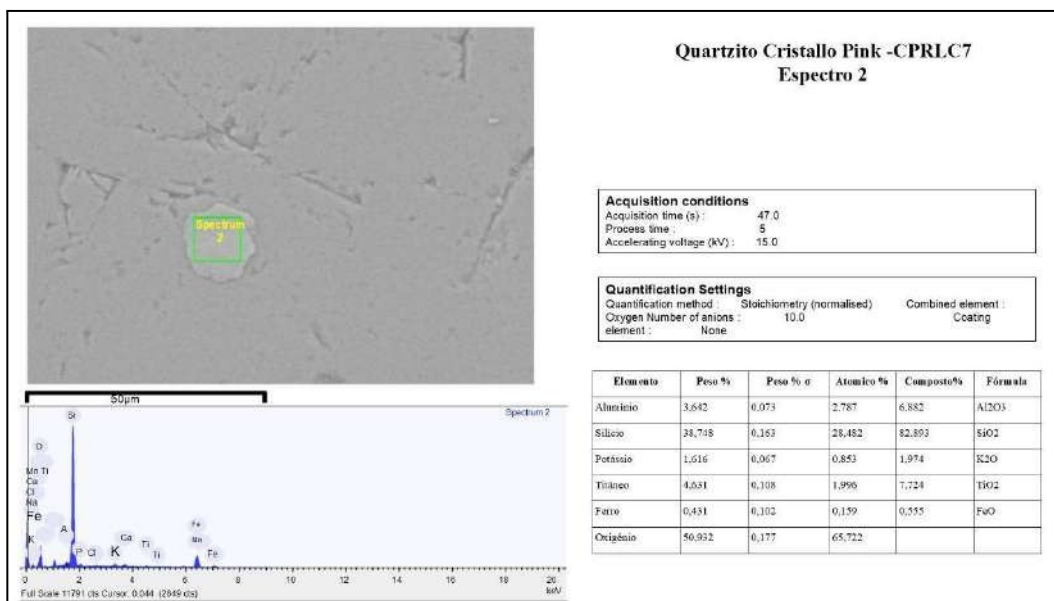 Quartzito Cristallo Pink -CPRLC7
Espectro 2
Spectrum
2
50µm
Acquisition conditions
Acquisition time (s) : 47.0
Process time : 5
Accelerating voltage (kV) : 15.0
Quantification Settings
Quantification method : Stoichiometry (normalised) Combined element :
Oxygen Number of anions : 10.0 Coating
element : None
Elemento Peso % Peso % σ Atomico % Composto% Fórmula
Alumínio 3,642 0,073 2,787 6,882 Al2O3
Silício 38,748 0,163 28,482 82,893 SiO2
Potássio 1,616 0,067 0,853 1,974 K2O
Titâneo 4,631 0,108 1,996 7,724 TiO2
Ferro 0,431 0,102 0,159 0,555 FeO
Oxigénio 50,932 0,177 65,722
Spectrum 2
Si
O
Mn Ti
Ca
Cl
Na
Fe
K
A
P Cl K Ca Ti Ti
Fe
Mn
Fe
0 2 4 6 8 10 12 14 16 18 20
Full Scale 11791 cts Cursor: 0.044 (2849 cts) keV